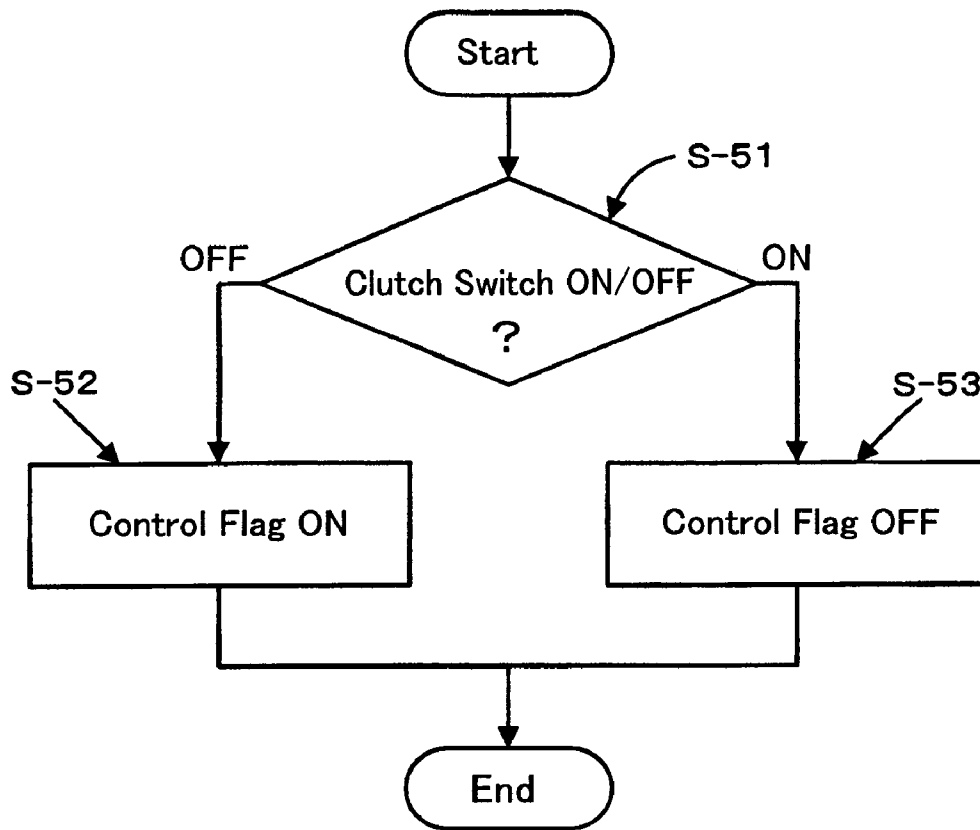 Start
S-51
OFF
ON
Clutch Switch ON/OFF
?
S-52
S-53
Control Flag ON
Control Flag OFF
End